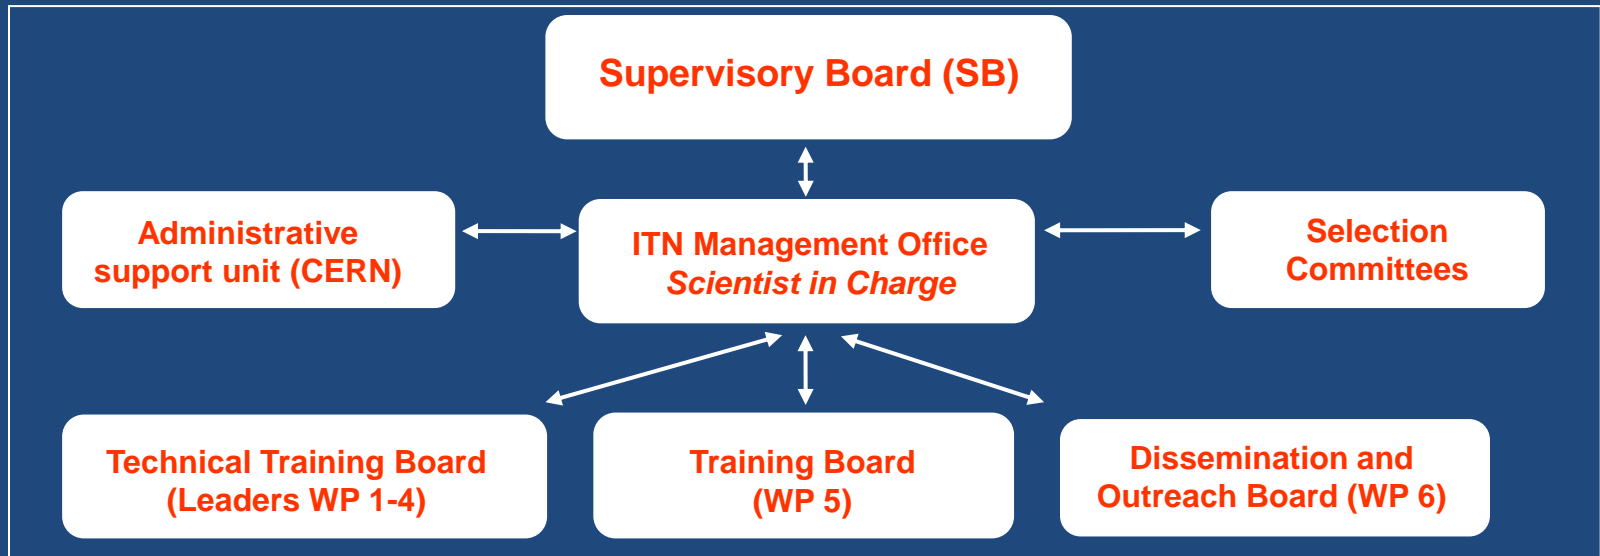 Supervisory Board (SB)
Administrative
support unit (CERN)
ITN Management Office
Scientist in Charge
Selection
Committees
Technical Training Board
(Leaders WP 1-4)
Training Board
(WP 5)
Dissemination and
Outreach Board (WP 6)